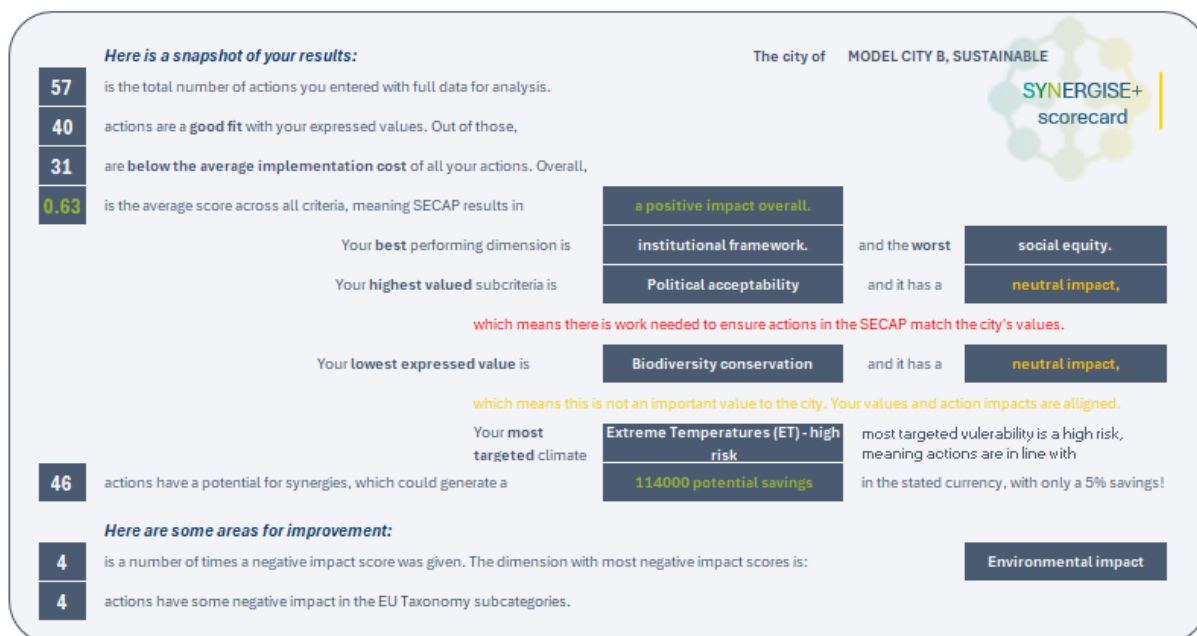 Here is a snapshot of your results:
The city of MODEL CITY B, SUSTAINABLE
SYNERGISE+
scorecard
57 is the total number of actions you entered with full data for analysis.
40 actions are a good fit with your expressed values. Out of those,
31 are below the average implementation cost of all your actions. Overall,
0.63 is the average score across all criteria, meaning SECAP results in a positive impact overall.
Your best performing dimension is institutional framework. and the worst social equity.
Your highest valued subcriteria is Political acceptability and it has a neutral impact,
which means there is work needed to ensure actions in the SECAP match the city's values.
Your lowest expressed value is Biodiversity conservation and it has a neutral impact,
which means this is not an important value to the city. Your values and action impacts are alligned.
Your most targeted climate
Extreme Temperatures (ET) - high risk
most targeted vulerability is a high risk,
meaning actions are in line with
46 actions have a potential for synergies, which could generate a 114000 potential savings in the stated currency, with only a 5% savings!
Here are some areas for improvement:
4 is a number of times a negative impact score was given. The dimension with most negative impact scores is: Environmental impact
4 actions have some negative impact in the EU Taxonomy subcategories.